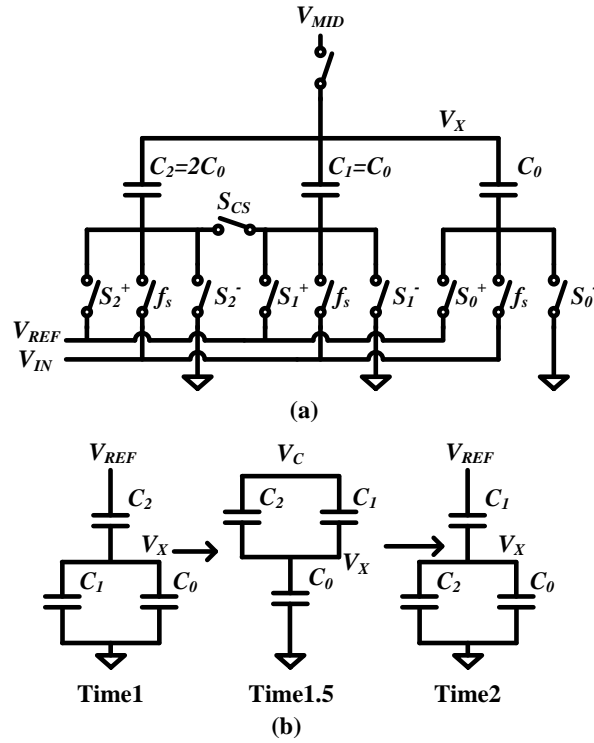 V_MID
V_X
C_2=2C_0 C_1=C_0 C_0
S_CS
S_2^+ f_s S_2^- S_1^+ f_s S_1^- S_0^+ f_s S_0^-
V_REF
V_IN
(a)
V_REF V_C V_REF
C_2 C_2 C_1 C_1
V_X V_X V_X
C_1 C_0 C_0 C_2 C_0
Time1 Time1.5 Time2
(b)